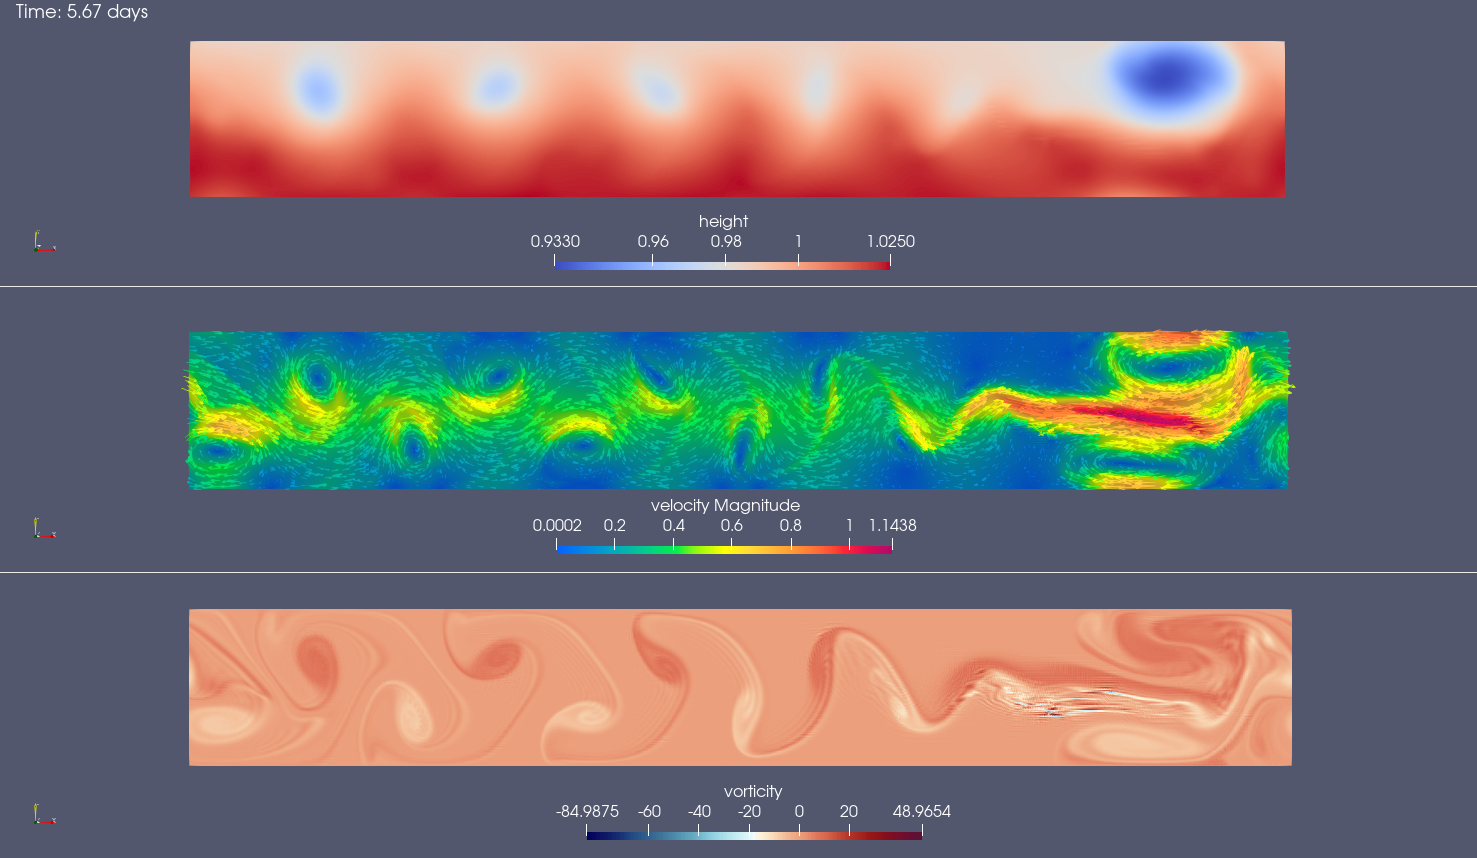 Time: 5.67 days
height
0.9330 0.96 0.98 1 1.0250
velocity Magnitude
0.0002 0.2 0.4 0.6 0.8 1 1.1438
vorticity
-84.9875 -60 -40 -20 0 20 48.9654